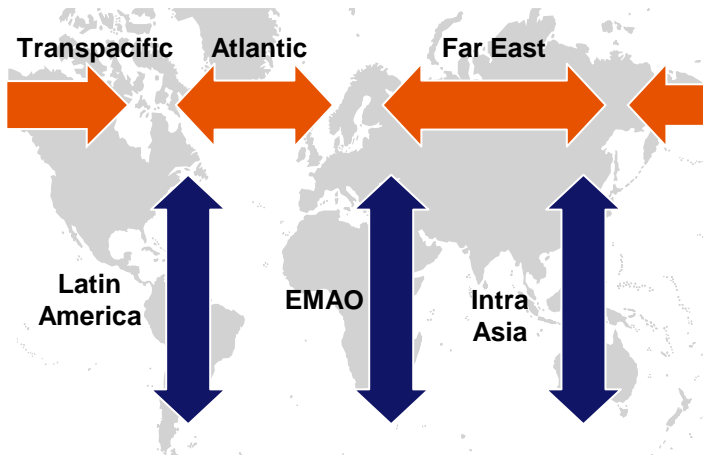 Transpacific
Atlantic
Far East
Latin
America
EMAO
Intra
Asia